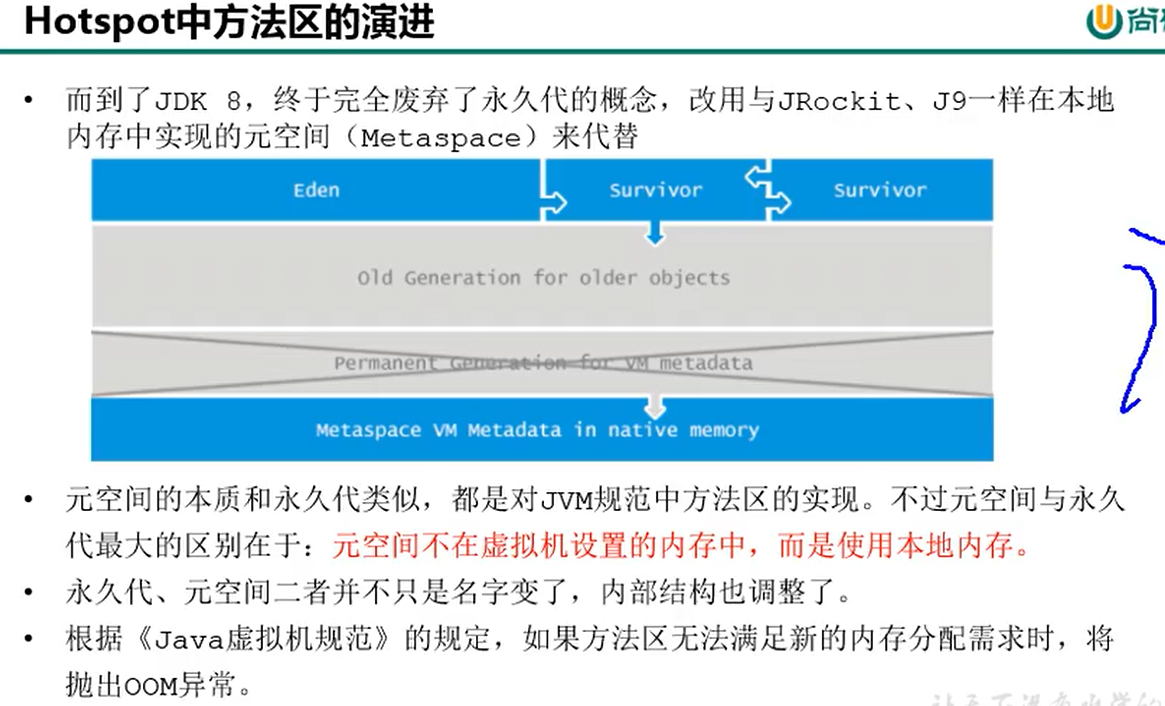 Hotspot中方法区的演进
尚
• 而到了JDK 8，终于完全废弃了永久代的概念，改用与JRockit、J9一样在本地
内存中实现的元空间（Metaspace）来代替
Eden
Survivor
Survivor
Old Generation for older objects
Permanent Generation for VM metadata
Metaspace VM Metadata in native memory
• 元空间的本质和永久代类似，都是对JVM规范中方法区的实现。不过元空间与永久
代最大的区别在于：元空间不在虚拟机设置的内存中，而是使用本地内存。
• 永久代、元空间二者并不只是名字变了，内部结构也调整了。
• 根据《Java虚拟机规范》的规定，如果方法区无法满足新的内存分配需求时，将
抛出OOM异常。